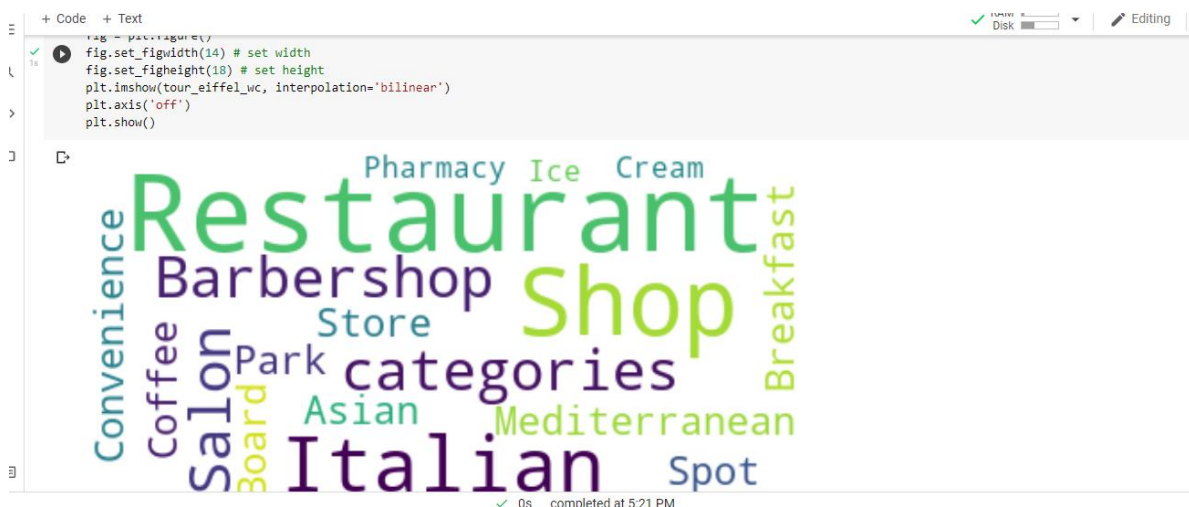 + Code + Text
RAM
Disk
Editing
fig = plt.figure()
1s
fig.set_figwidth(14) # set width
fig.set_figheight(18) # set height
plt.imshow(tour_eiffel_wc, interpolation='bilinear')
plt.axis('off')
plt.show()
Pharmacy Ice Cream
Restaurant
Convenience
Breakfast
Barbershop
Shop
Store
Coffee
Salon
Park
categories
Board
Asian
Mediterranean
Italian
Spot
0s completed at 5:21 PM